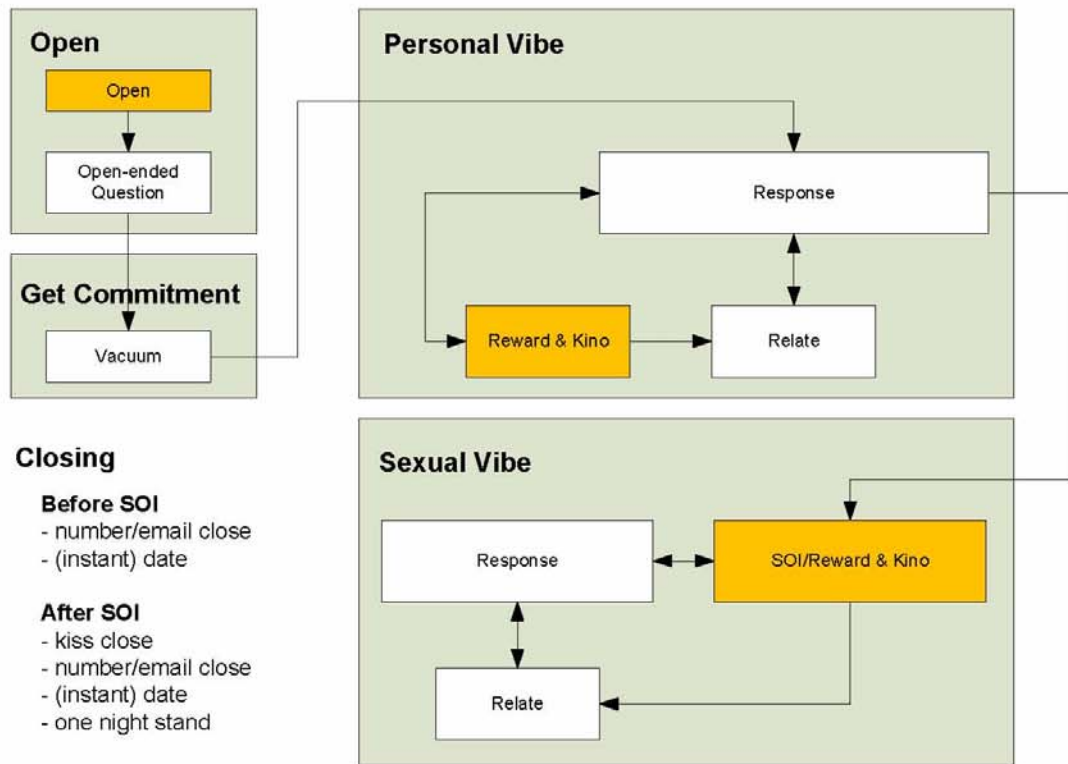 Open
Open
Open-ended
Question
Get Commitment
Vacuum
Personal Vibe
Response
Reward & Kino
Relate
Closing
Before SOI
- number/email close
- (instant) date
After SOI
- kiss close
- number/email close
- (instant) date
- one night stand
Sexual Vibe
Response
SOI/Reward & Kino
Relate